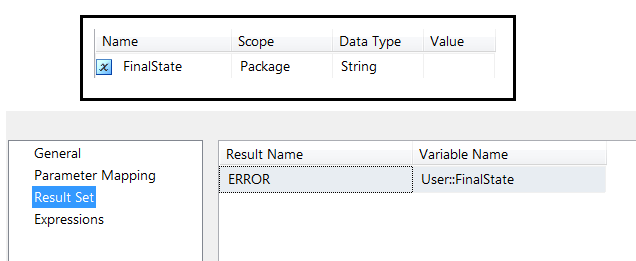 Name Scope Data Type Value
FinalState Package String
General
Parameter Mapping
Result Set
Expressions
Result Name Variable Name
ERROR User::FinalState